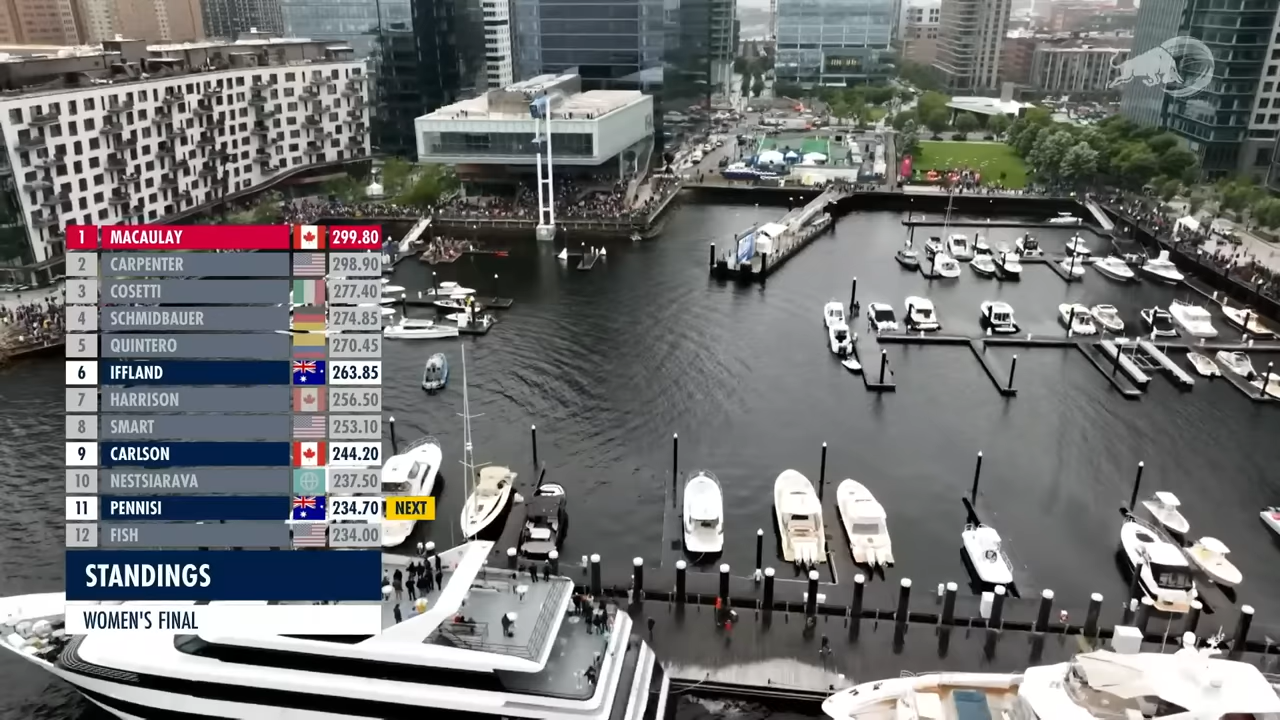 1 MACAULAY 299.80
2 CARPENTER 298.90
3 COSETTI 277.40
4 SCHMIDBAUER 274.85
5 QUINTERO 270.45
6 IFFLAND 263.85
7 HARRISON 256.50
8 SMART 253.10
9 CARLSON 244.20
10 NESTSIARAVA 237.50
11 PENNISI 234.70 NEXT
12 FISH 234.00
STANDINGS
WOMEN'S FINAL